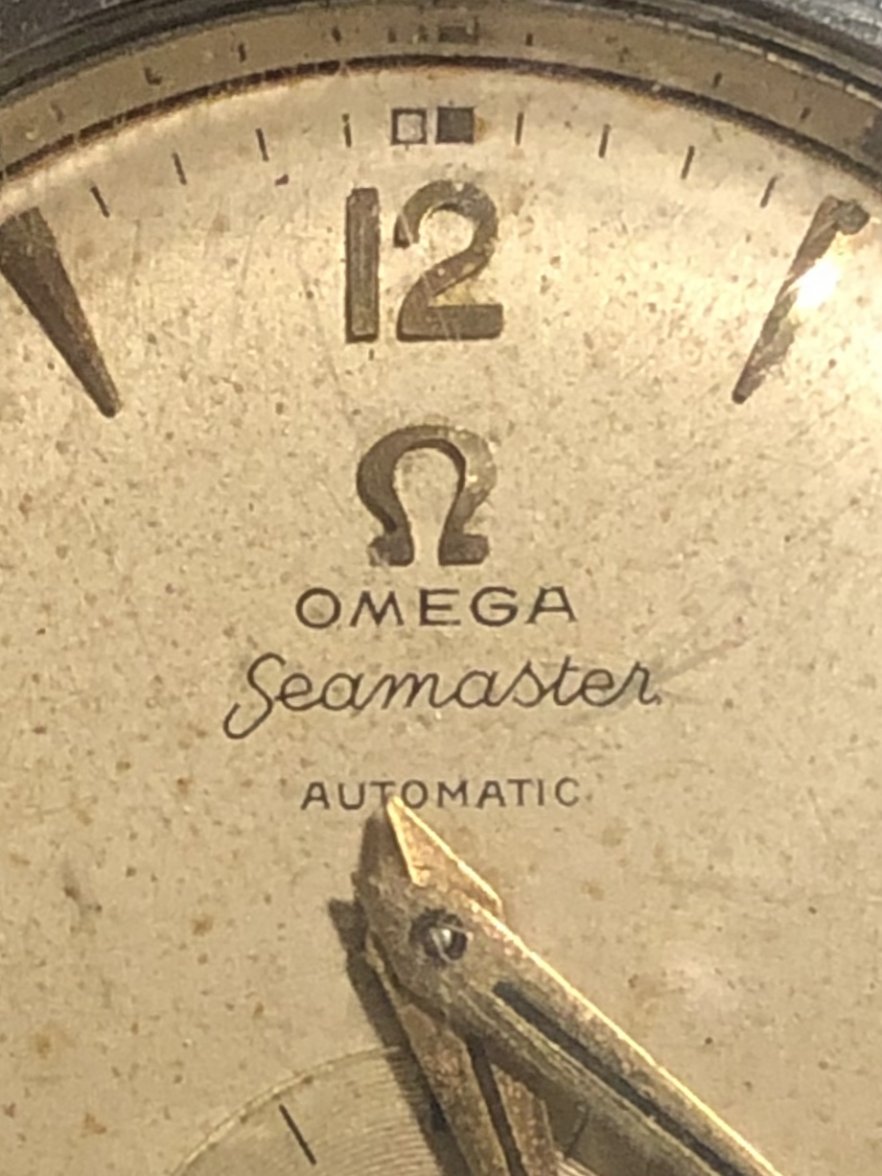 12
Ω
OMEGA
Seamaster
AUTOMATIC